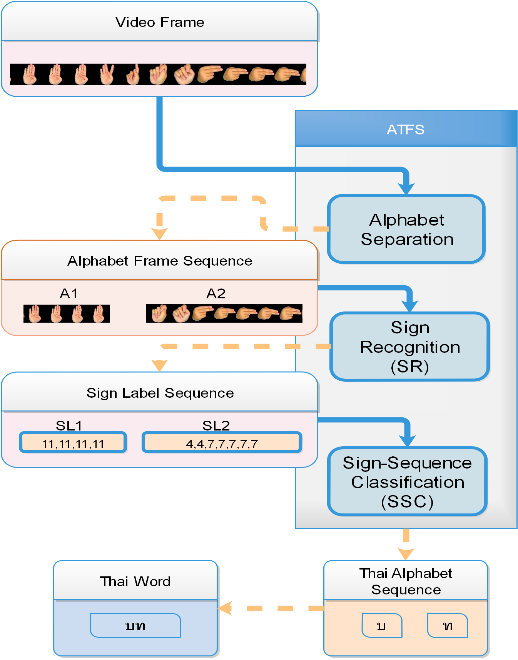 Video Frame
ATFS
Alphabet
Separation
Alphabet Frame Sequence
A1 A2
Sign
Recognition
(SR)
Sign Label Sequence
SL1 SL2
11,11,11,11 4,4,7,7,7,7,7
Sign-Sequence
Classification
(SSC)
Thai Word
บท
Thai Alphabet
Sequence
บ ท